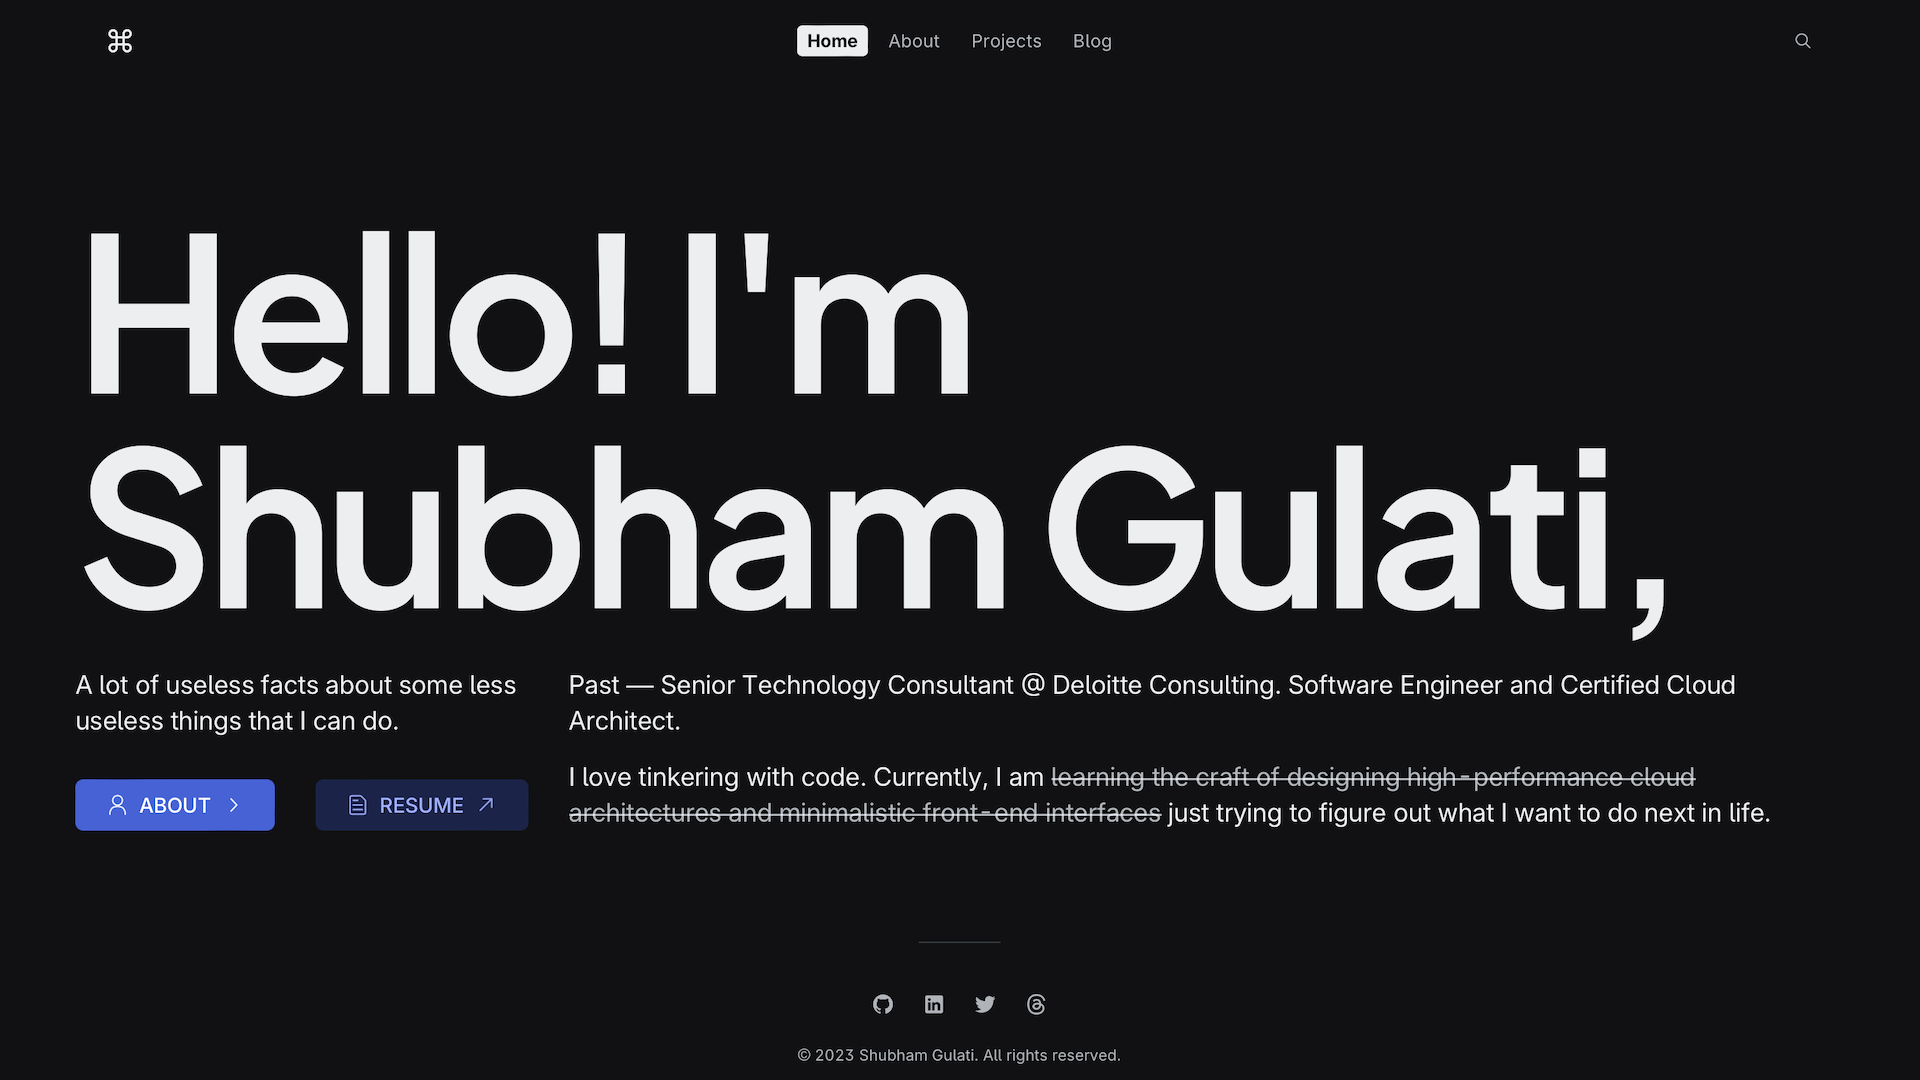 ⌘
Home About Projects Blog
Hello! I'm
Shubham Gulati,
A lot of useless facts about some less
useless things that I can do.
ABOUT
RESUME
Past — Senior Technology Consultant @ Deloitte Consulting. Software Engineer and Certified Cloud
Architect.
I love tinkering with code. Currently, I am learning the craft of designing high-performance cloud
architectures and minimalistic front-end interfaces just trying to figure out what I want to do next in life.
© 2023 Shubham Gulati. All rights reserved.